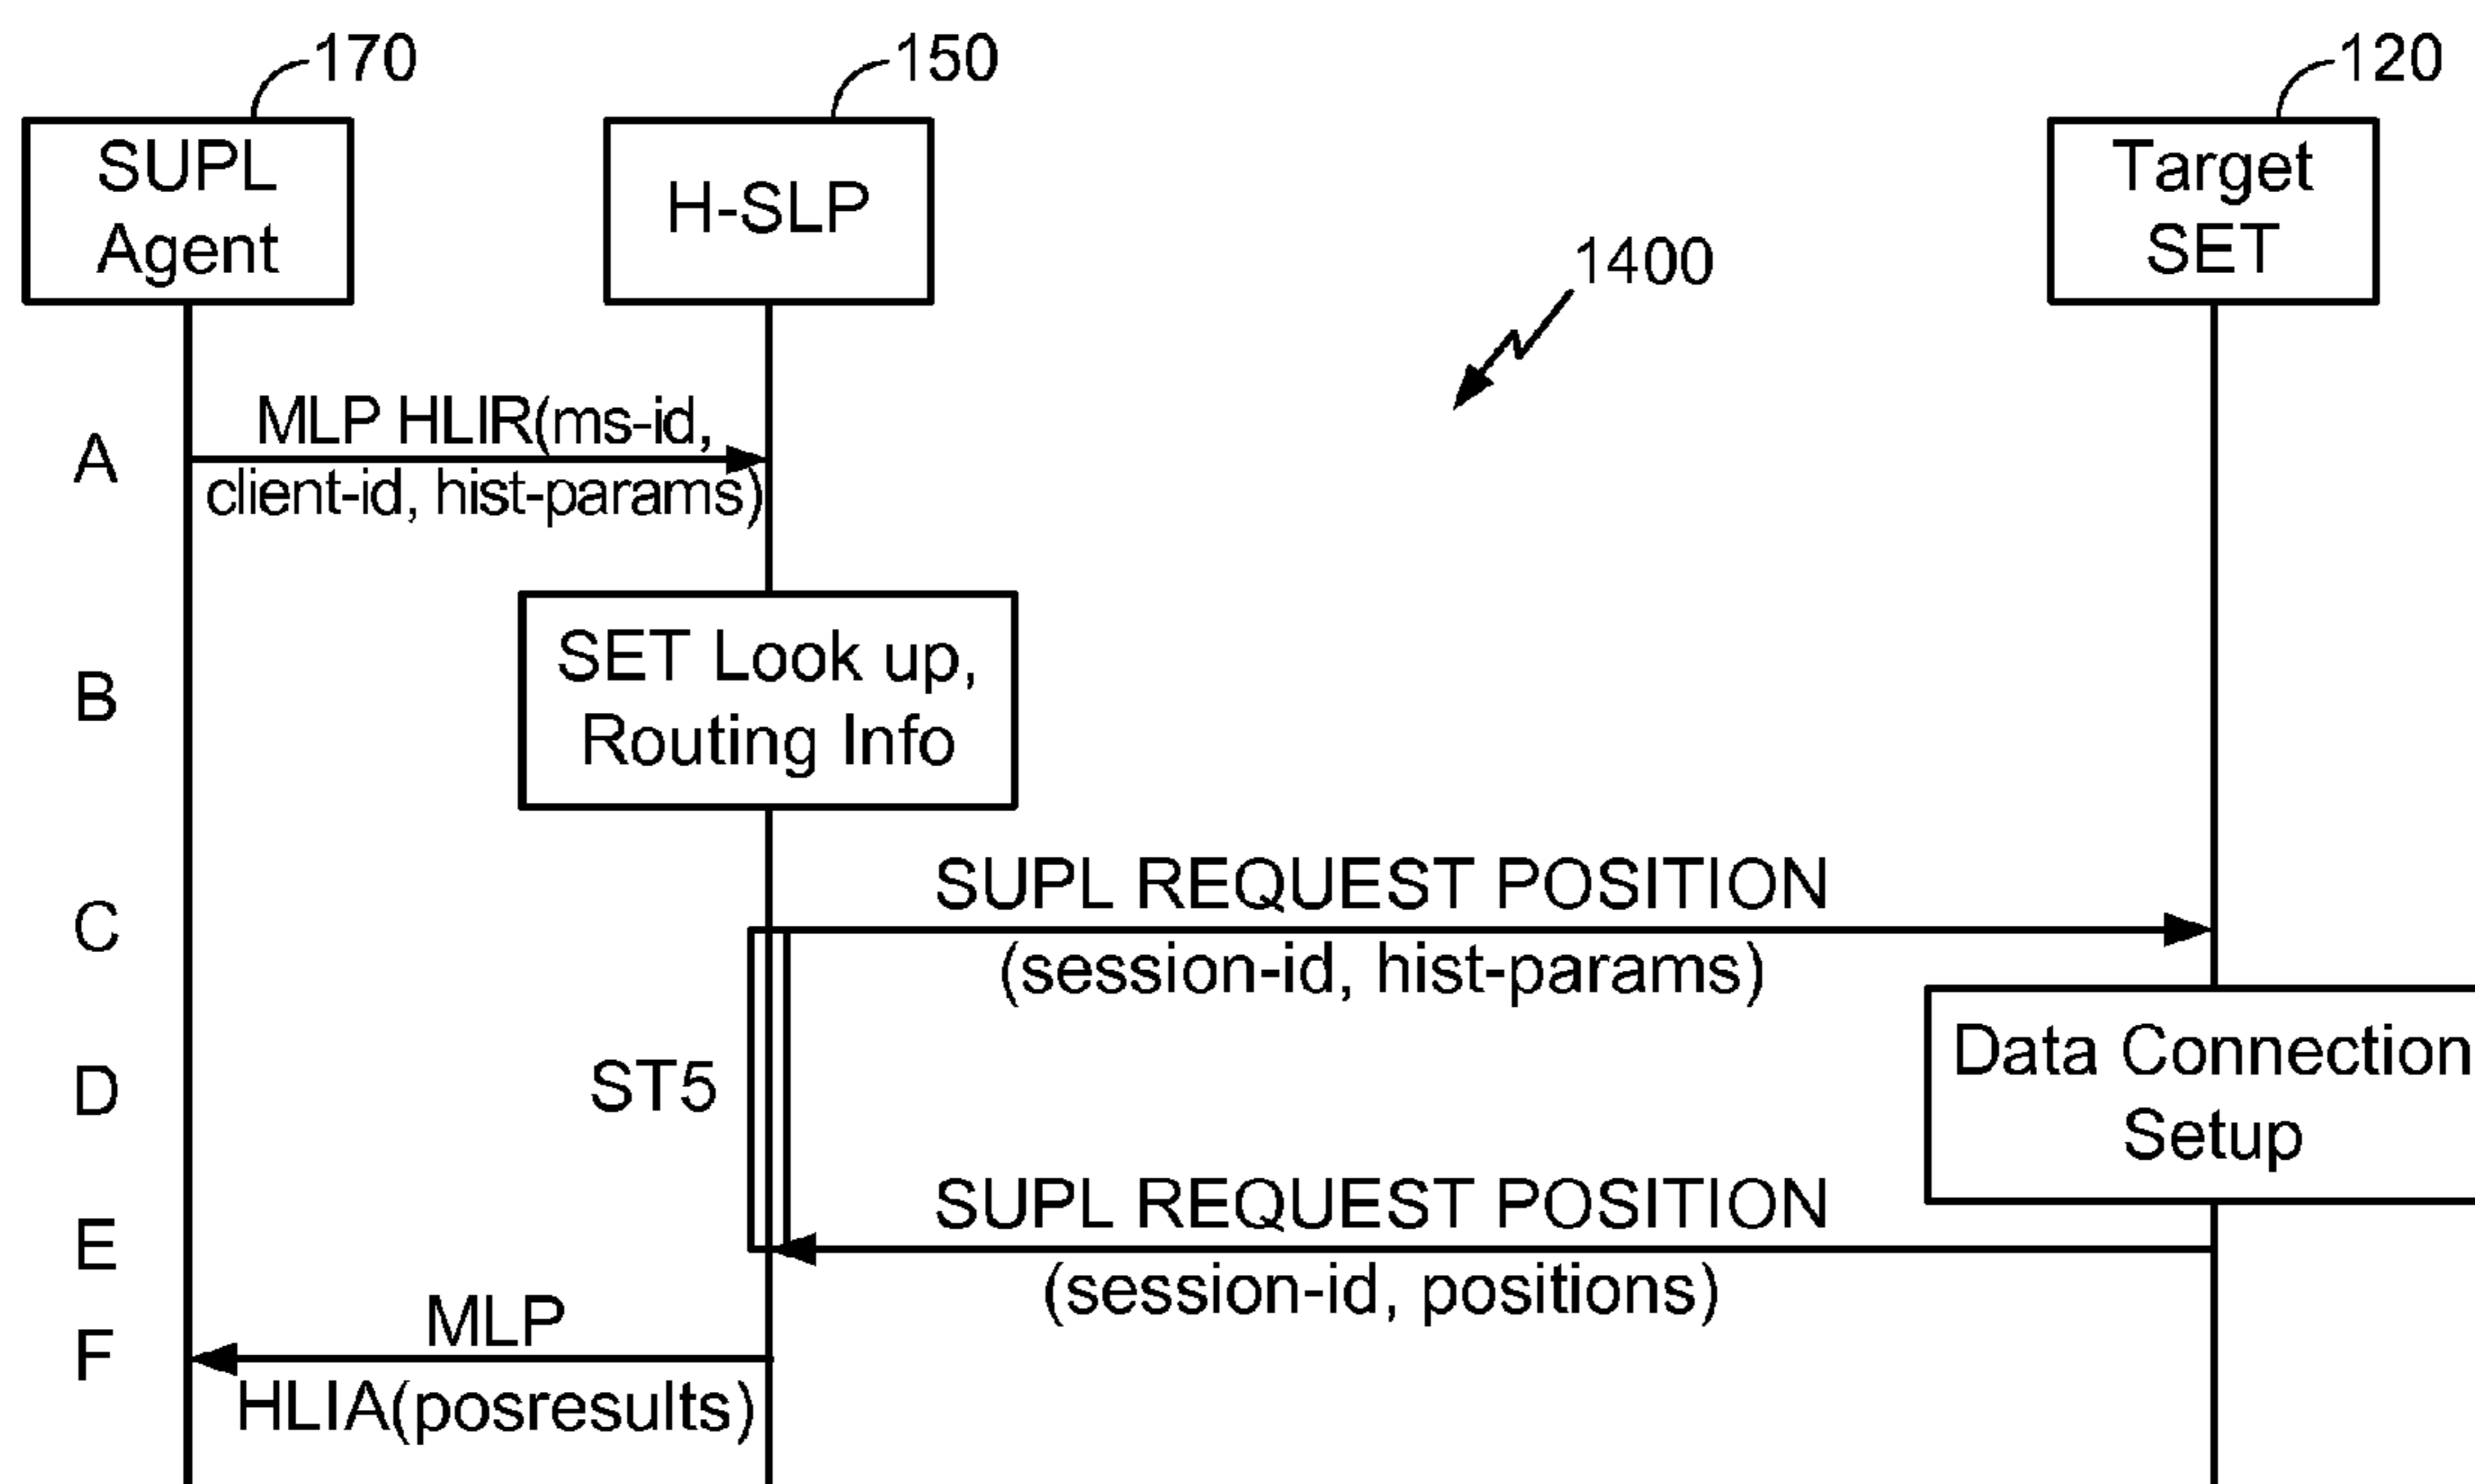 170
150
120
SUPL
Agent
H-SLP
Target
SET
1400
A
MLP HLIR(ms-id,
client-id, hist-params)
B
SET Look up,
Routing Info
C
SUPL REQUEST POSITION
(session-id, hist-params)
D
ST5
Data Connection
Setup
E
SUPL REQUEST POSITION
(session-id, positions)
F
MLP
HLIA(posresults)